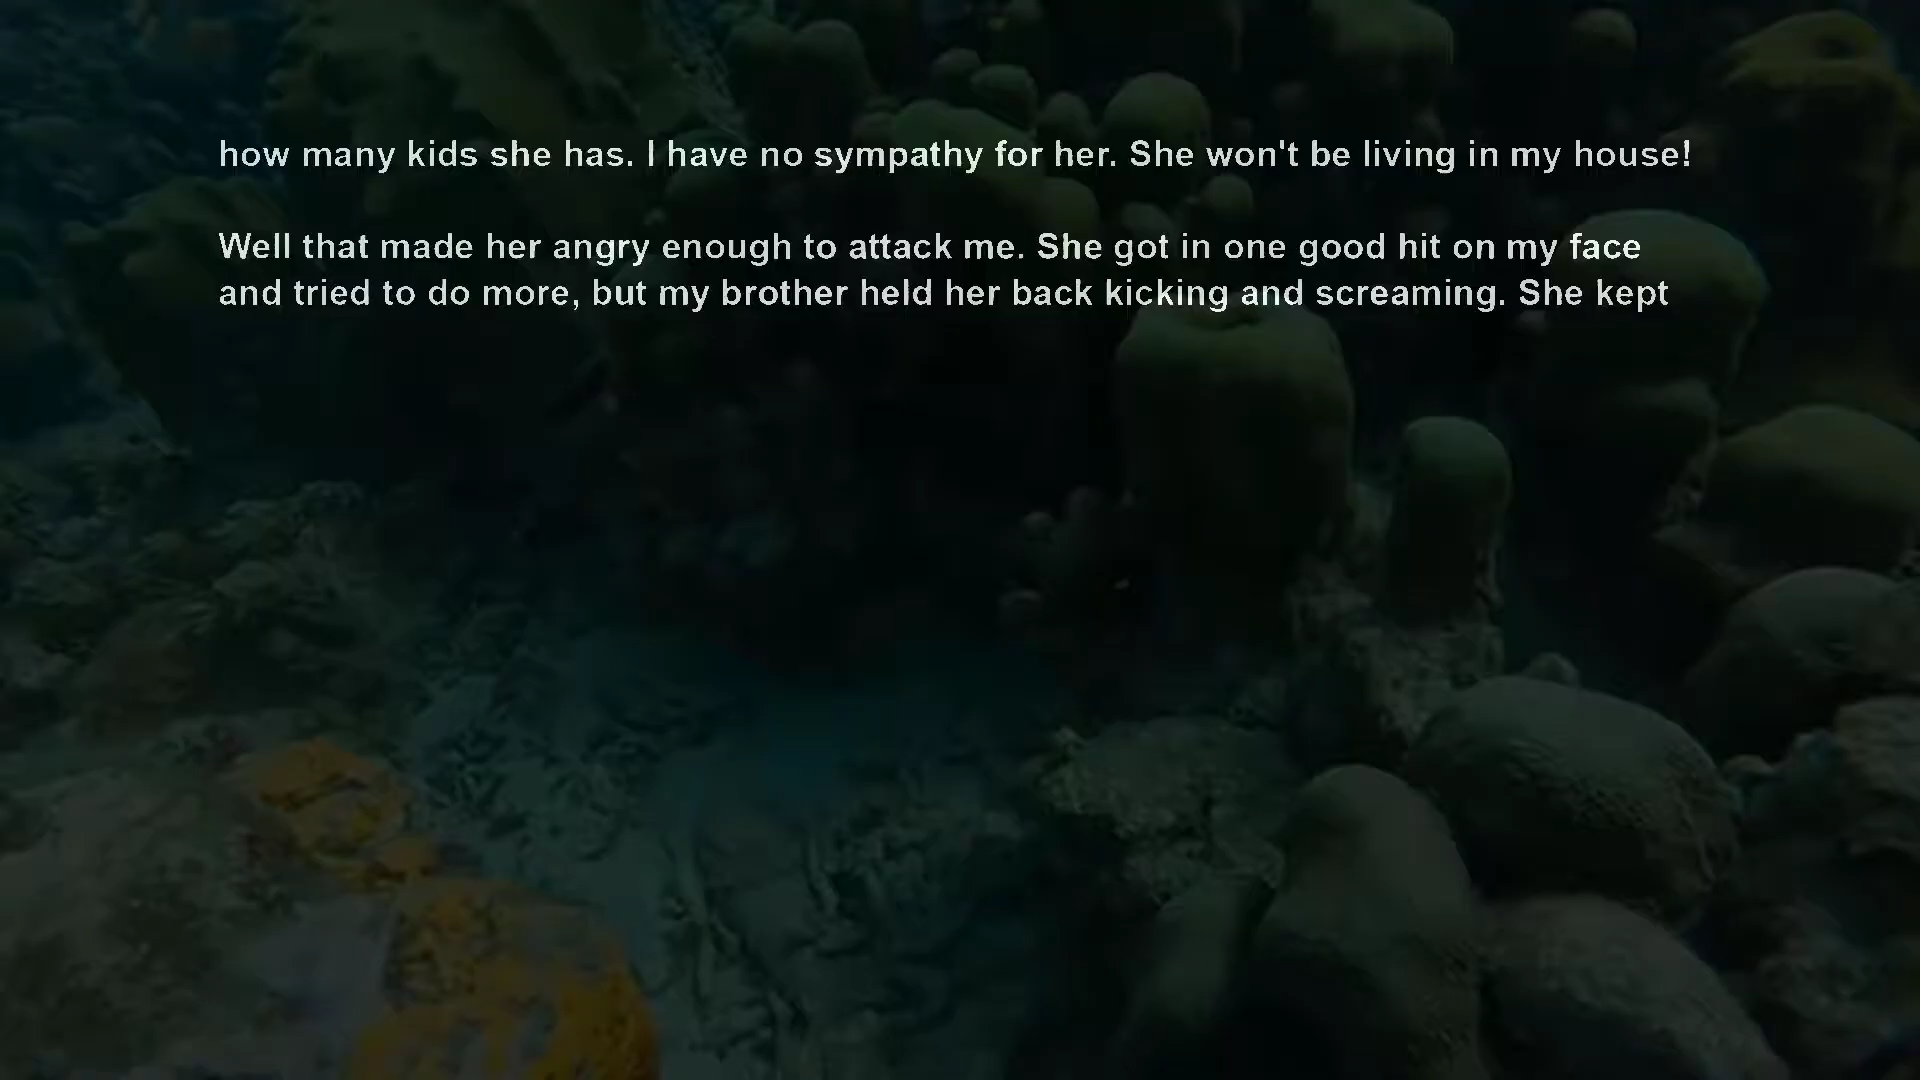 how many kids she has. I have no sympathy for her. She won't be living in my house!
Well that made her angry enough to attack me. She got in one good hit on my face
and tried to do more, but my brother held her back kicking and screaming. She kept